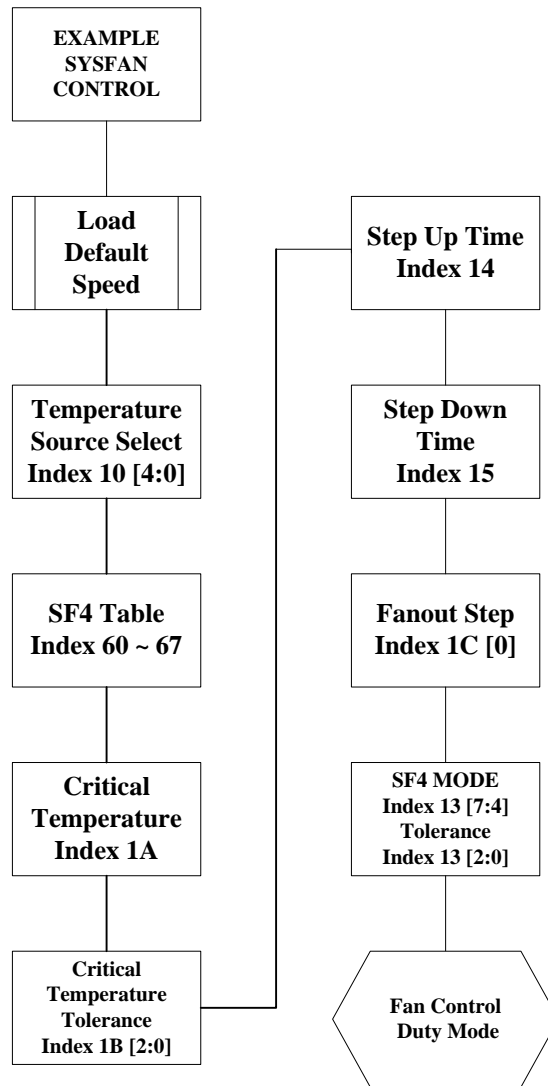 EXAMPLE
SYSFAN
CONTROL
Load
Default
Speed
Temperature
Source Select
Index 10 [4:0]
SF4 Table
Index 60 ~ 67
Critical
Temperature
Index 1A
Critical
Temperature
Tolerance
Index 1B [2:0]
Step Up Time
Index 14
Step Down
Time
Index 15
Fanout Step
Index 1C [0]
SF4 MODE
Index 13 [7:4]
Tolerance
Index 13 [2:0]
Fan Control
Duty Mode